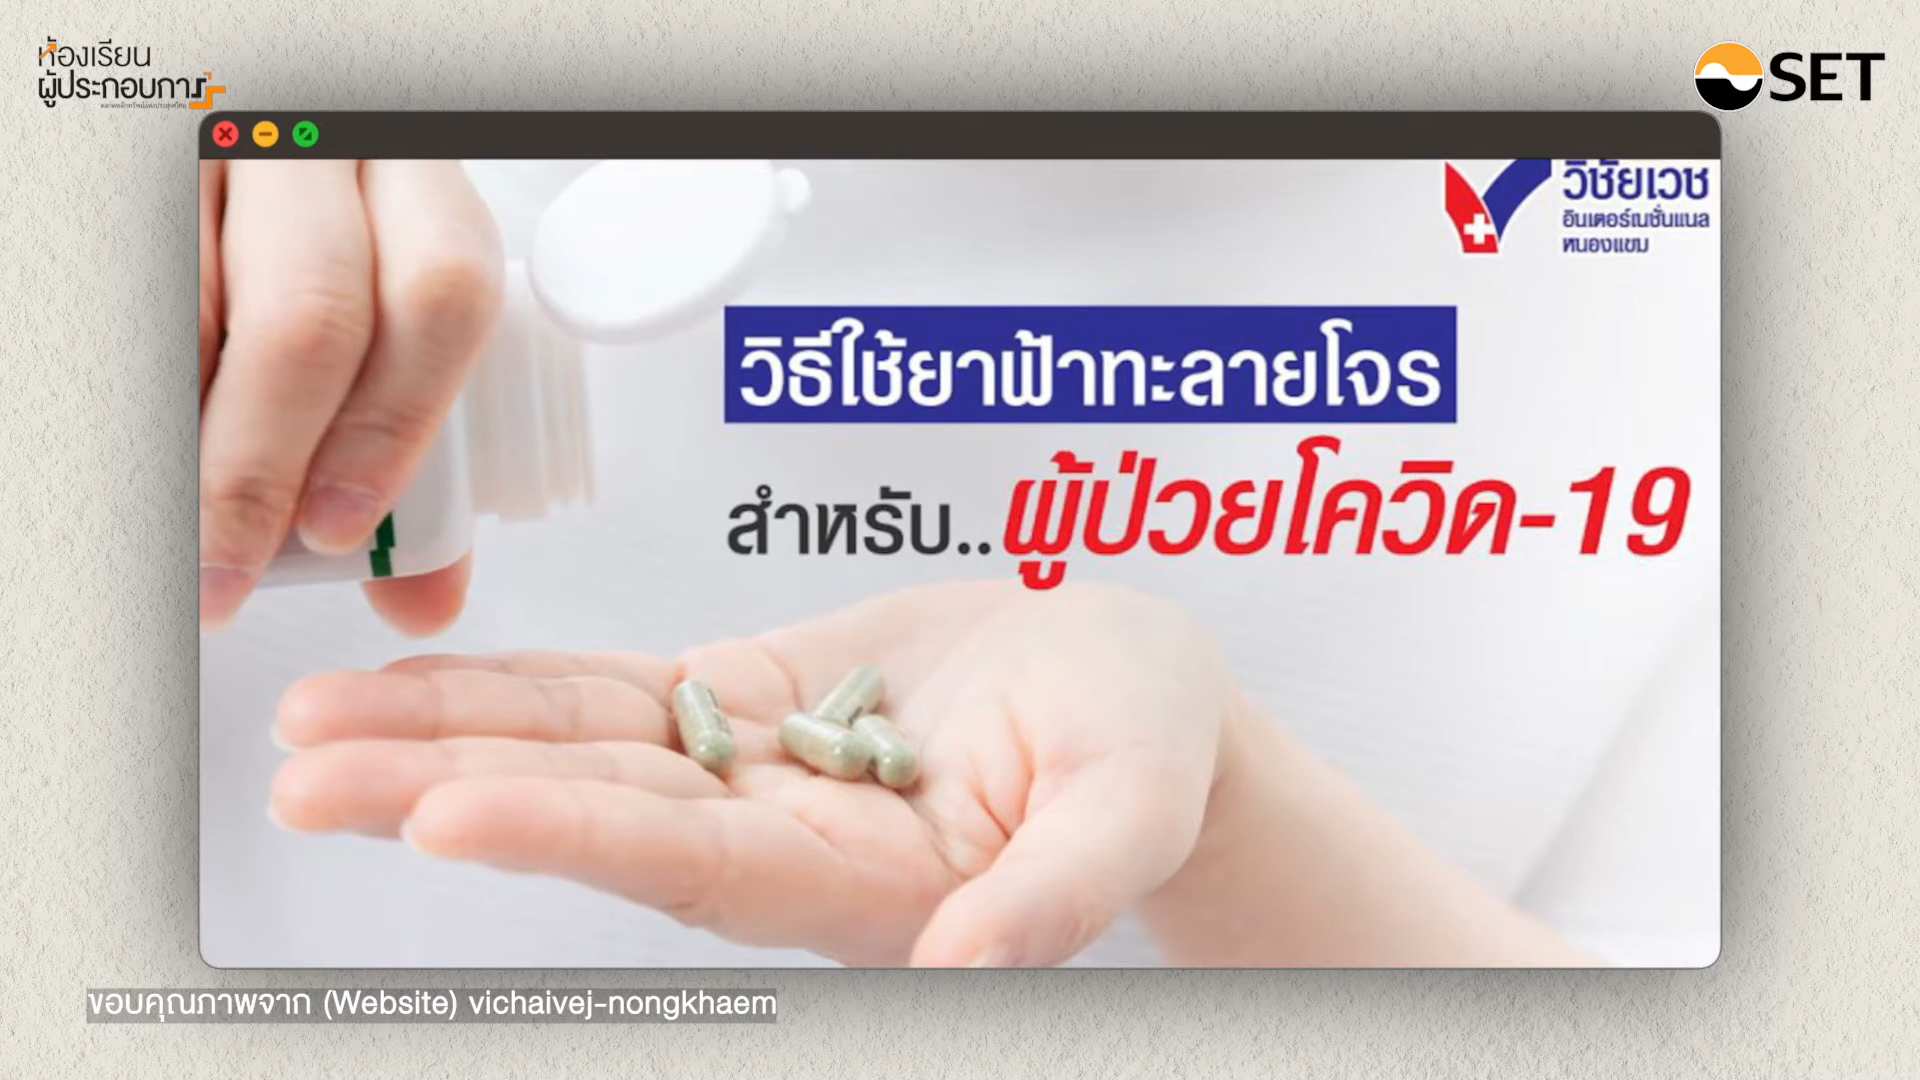 ห้องเรียน
ผู้ประกอบการ
SET
วิชัยเวช
อินเตอร์เนชั่นแนล
หนองแขม
วิธีใช้ยาฟ้าทะลายโจร
สำหรับ..ผู้ป่วยโควิด-19
ขอบคุณภาพจาก (Website) vichaivej-nongkhaem